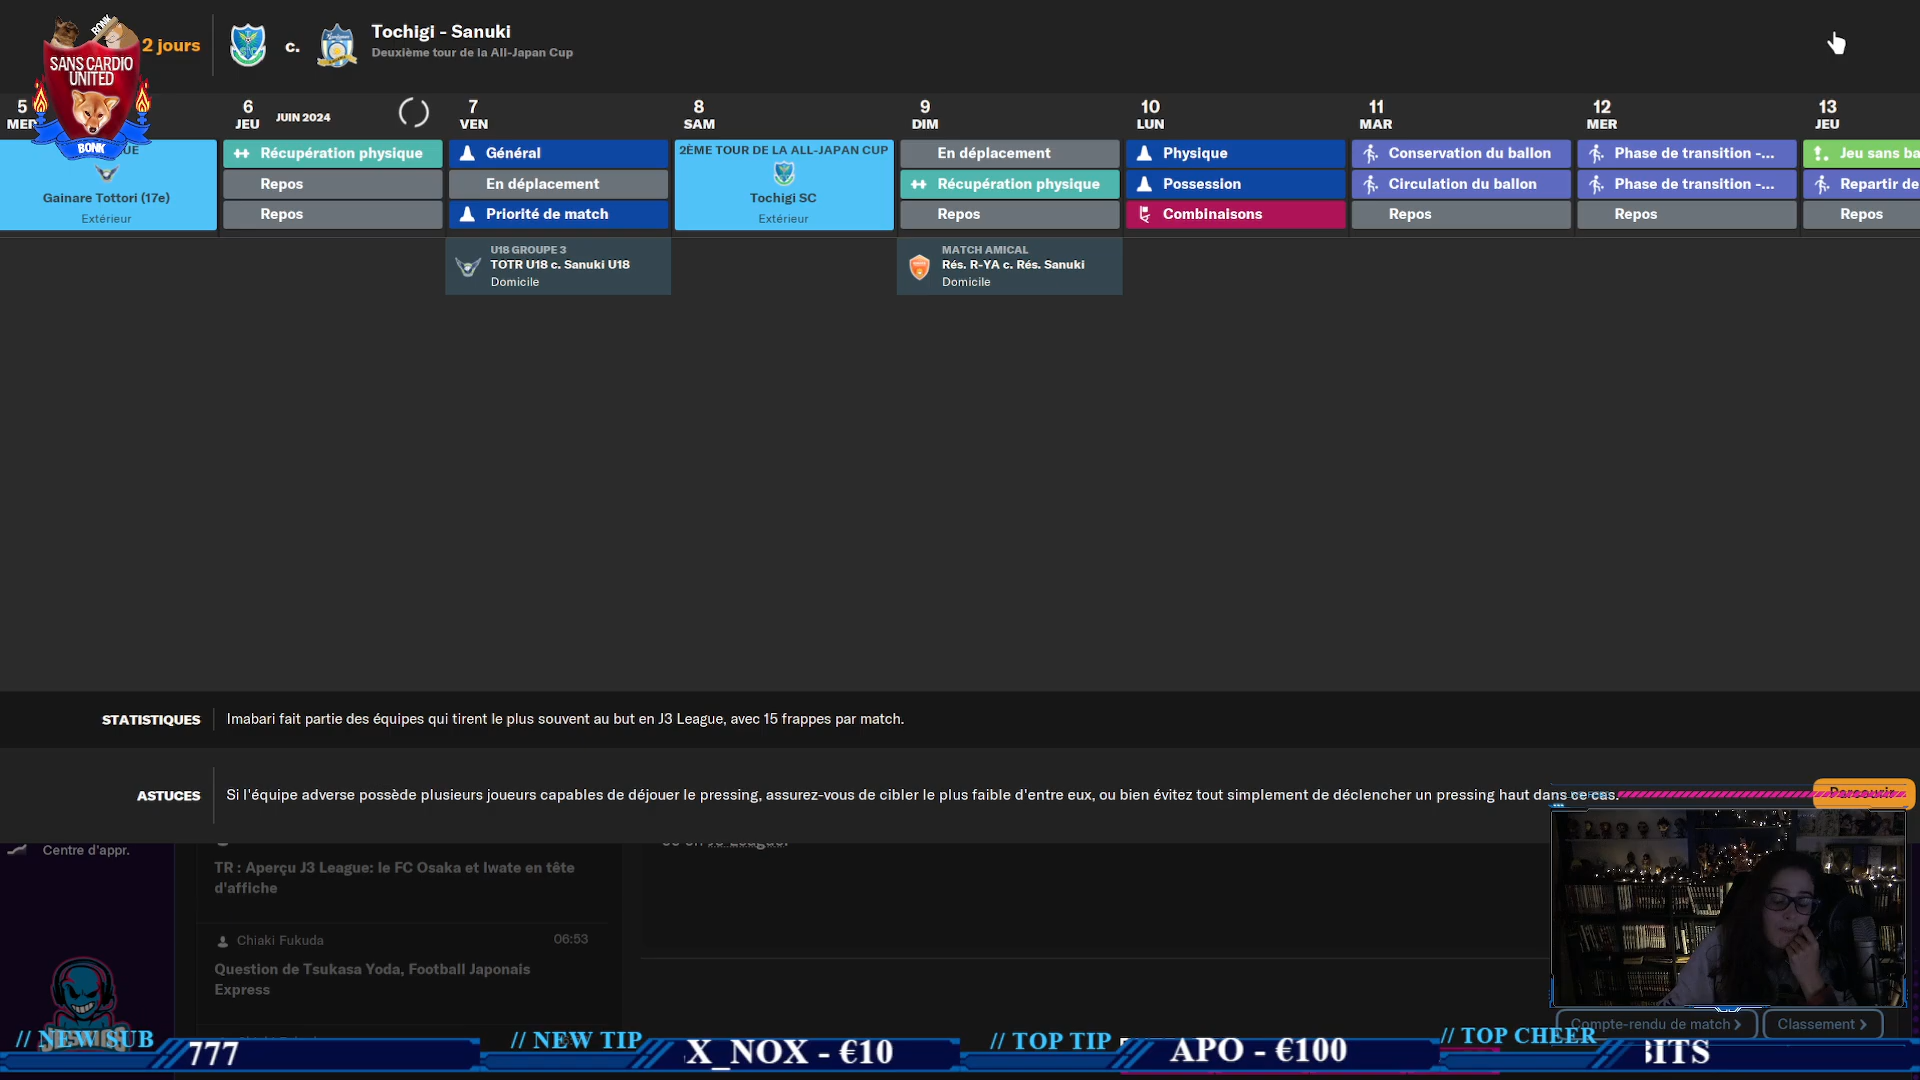 BONK
SANS CARDIO
UNITED
BONK
2 jours
c.
Tochigi - Sanuki
Deuxième tour de la All-Japan Cup
5
6
JEU
JUIN 2024
7
VEN
8
SAM
9
DIM
10
LUN
11
MAR
12
MER
13
JEU
Gainare Tottori (17e)
Extérieur
Récupération physique
Repos
Repos
Général
En déplacement
Priorité de match
2ÈME TOUR DE LA ALL-JAPAN CUP
Tochigi SC
Extérieur
En déplacement
Récupération physique
Repos
Physique
Possession
Combinaisons
Conservation du ballon
Circulation du ballon
Repos
Phase de transition -...
Phase de transition -...
Repos
Jeu sans ba
Repartir de
Repos
U18 GROUPE 3
TOTR U18 c. Sanuki U18
Domicile
MATCH AMICAL
Rés. R-YA c. Rés. Sanuki
Domicile
STATISTIQUES
Imabari fait partie des équipes qui tirent le plus souvent au but en J3 League, avec 15 frappes par match.
ASTUCES
Si l'équipe adverse possède plusieurs joueurs capables de déjouer le pressing, assurez-vous de cibler le plus faible d'entre eux, ou bien évitez tout simplement de déclencher un pressing haut dans ce cas.
Parcourir
Centre d'appr.
TR : Aperçu J3 League: le FC Osaka et Iwate en tête
d'affiche
Chiaki Fukuda
06:53
Question de Tsukasa Yoda, Football Japonais
Express
Compte-rendu de match
Classement
// NEW SUB
777
// NEW TIP
X_NOX - €10
// TOP TIP
APO - €100
// TOP CHEER
BITS